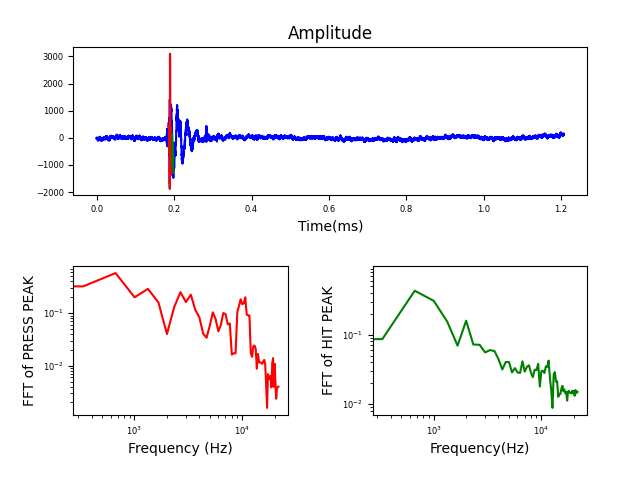 Amplitude
3000
2000
1000
0
−1000
−2000
0.0 0.2 0.4 0.6 0.8 1.0 1.2
Time(ms)
FFT of PRESS PEAK
10⁻¹
10⁻²
10³ 10⁴
Frequency (Hz)
FFT of HIT PEAK
10⁻¹
10⁻²
10³ 10⁴
Frequency(Hz)